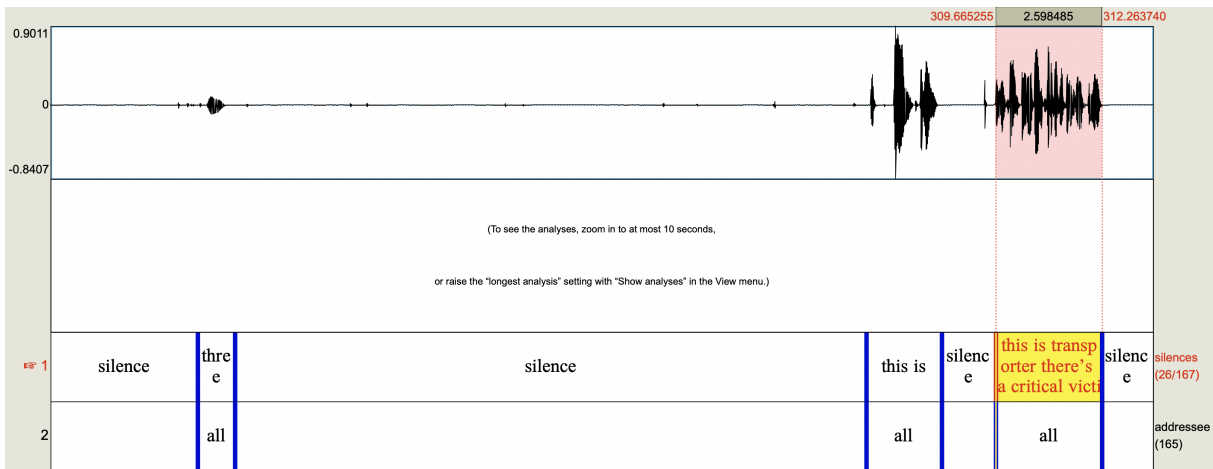 309.665255 2.598485 312.263740
0.9011
0
-0.8407
(To see the analyses, zoom in to at most 10 seconds,
or raise the “longest analysis” setting with “Show analyses” in the View menu.)
☞ 1
silence
thre
e
silence
this is
silenc
e
this is transp
orter there’s
a critical victi
silenc
e
silences
(26/167)
2
all
all
all
addressee
(165)